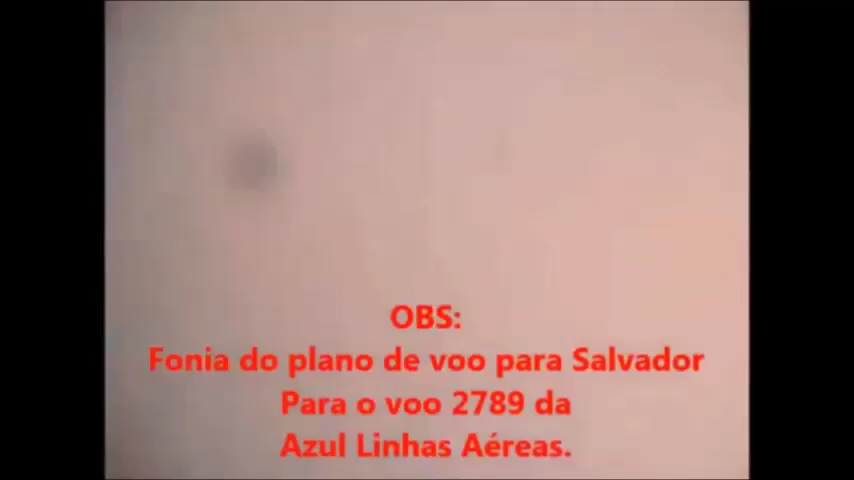 OBS:
Fonia do plano de voo para Salvador
Para o voo 2789 da
Azul Linhas Aéreas.